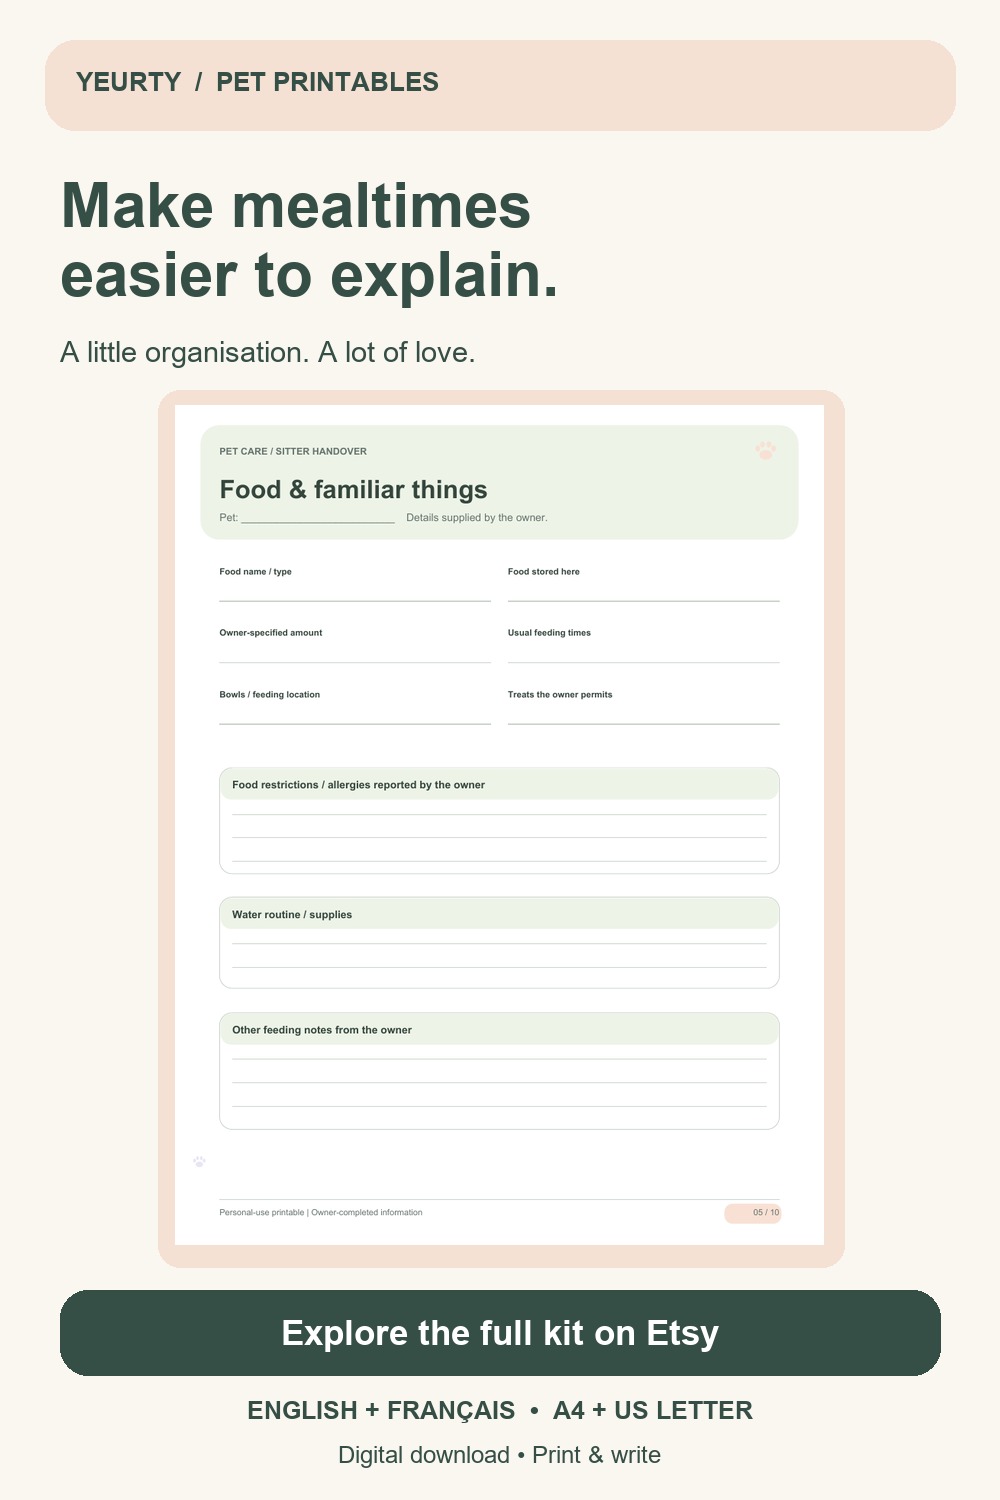 YEURTY / PET PRINTABLES
Make mealtimes
easier to explain.
A little organisation. A lot of love.
PET CARE / SITTER HANDOVER
Food & familiar things
Pet: __________________________ Details supplied by the owner.
Food name / type
Food stored here
Owner-specified amount
Usual feeding times
Bowls / feeding location
Treats the owner permits
Food restrictions / allergies reported by the owner
Water routine / supplies
Other feeding notes from the owner
Personal-use printable | Owner-completed information
05 / 10
Explore the full kit on Etsy
ENGLISH + FRANÇAIS • A4 + US LETTER
Digital download • Print & write